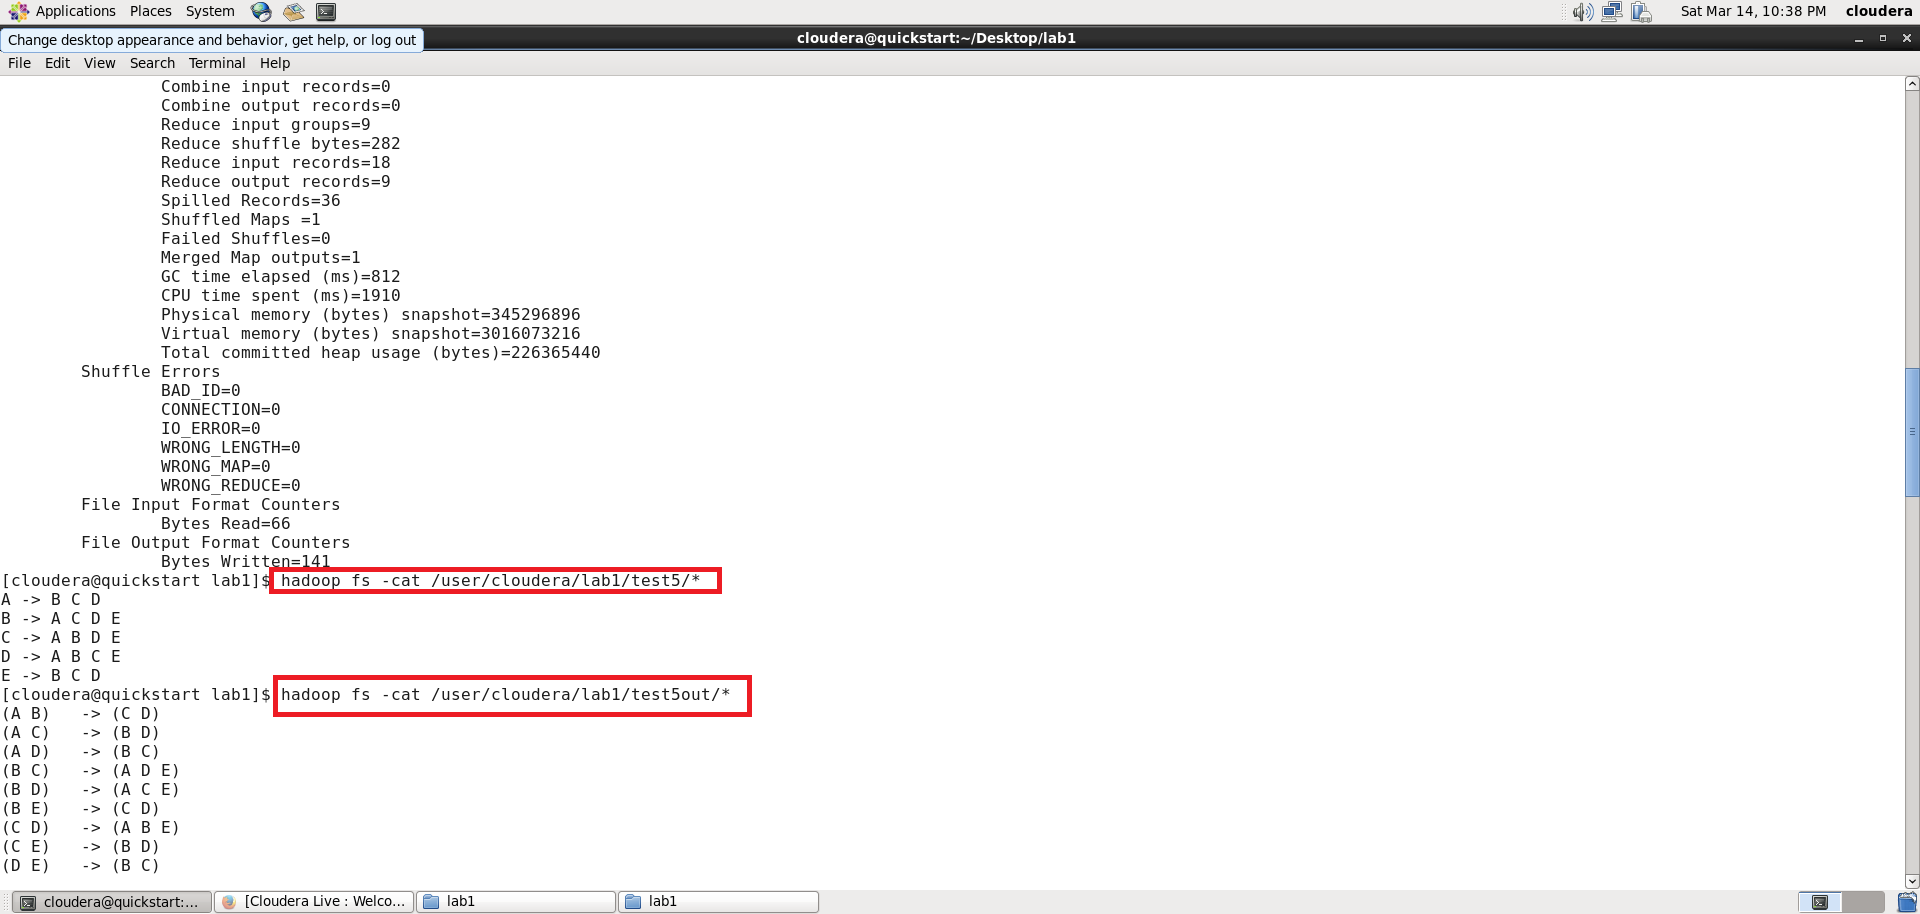 Applications Places System Sat Mar 14, 10:38 PM cloudera
Change desktop appearance and behavior, get help, or log out
cloudera@quickstart:~/Desktop/lab1
File Edit View Search Terminal Help
Combine input records=0
Combine output records=0
Reduce input groups=9
Reduce shuffle bytes=282
Reduce input records=18
Reduce output records=9
Spilled Records=36
Shuffled Maps =1
Failed Shuffles=0
Merged Map outputs=1
GC time elapsed (ms)=812
CPU time spent (ms)=1910
Physical memory (bytes) snapshot=345296896
Virtual memory (bytes) snapshot=3016073216
Total committed heap usage (bytes)=226365440
Shuffle Errors
BAD_ID=0
CONNECTION=0
IO_ERROR=0
WRONG_LENGTH=0
WRONG_MAP=0
WRONG_REDUCE=0
File Input Format Counters
Bytes Read=66
File Output Format Counters
Bytes Written=141
[cloudera@quickstart lab1]$ hadoop fs -cat /user/cloudera/lab1/test5/*
A -> B C D
B -> A C D E
C -> A B D E
D -> A B C E
E -> B C D
[cloudera@quickstart lab1]$ hadoop fs -cat /user/cloudera/lab1/test5out/*
(A B) -> (C D)
(A C) -> (B D)
(A D) -> (B C)
(B C) -> (A D E)
(B D) -> (A C E)
(B E) -> (C D)
(C D) -> (A B E)
(C E) -> (B D)
(D E) -> (B C)
cloudera@quickstart:... [Cloudera Live : Welco... lab1 lab1